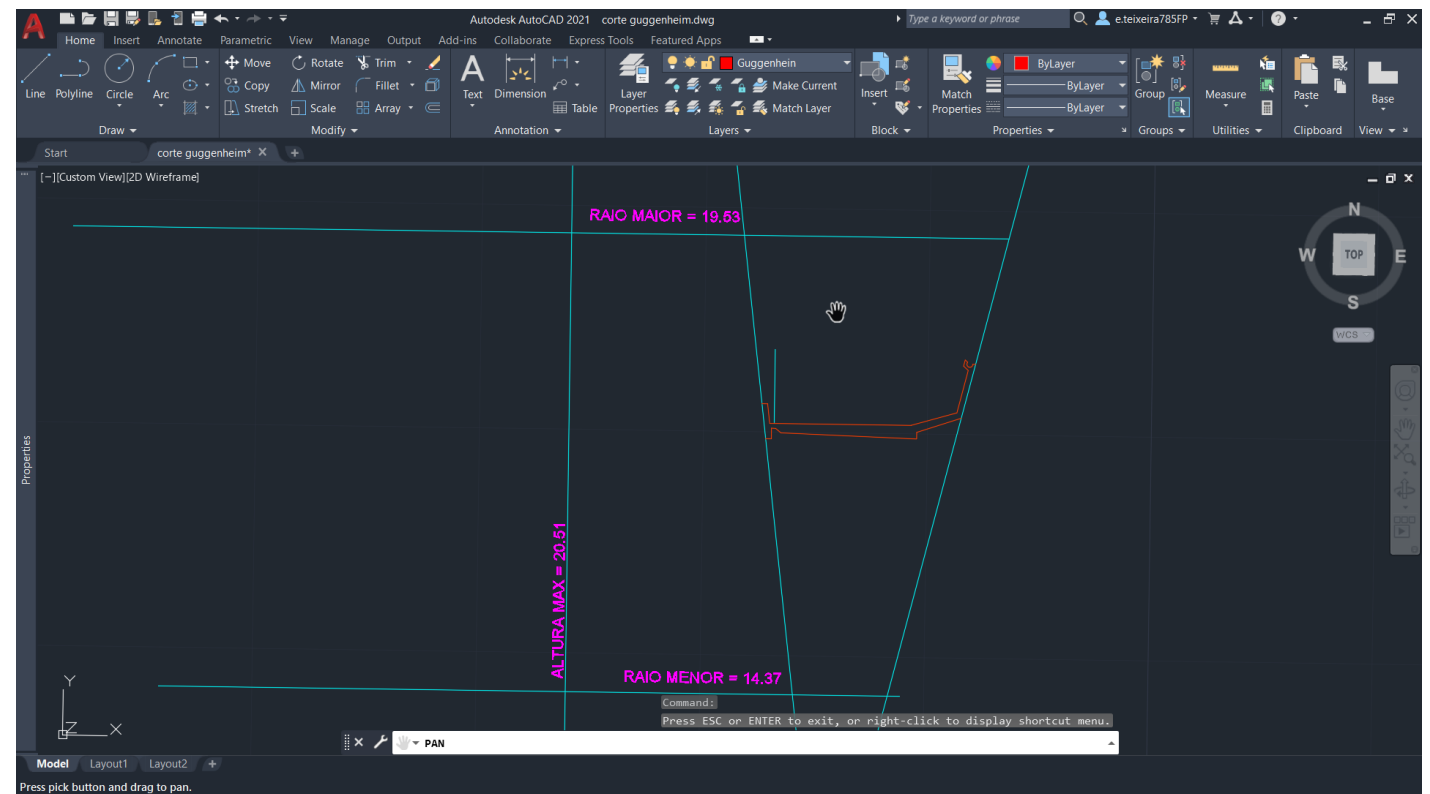 Autodesk AutoCAD 2021 corte guggenheim.dwg
Type a keyword or phrase
e.teixeira785FP
Home Insert Annotate Parametric View Manage Output Add-ins Collaborate Express Tools Featured Apps
Line Polyline Circle Arc
Move Rotate Trim
Copy Mirror Fillet
Stretch Scale Array
Text Dimension Table
Layer Properties
Guggenhein
Make Current
Match Layer
Insert
Match Properties
ByLayer
ByLayer
ByLayer
Group
Measure
Paste
Base
Draw Modify Annotation Layers Block Properties Groups Utilities Clipboard View
Start corte guggenheim* +
[−][Custom View][2D Wireframe]
RAIO MAIOR = 19.53
N
W TOP E
S
WCS
Properties
ALTURA MAX = 20.51
RAIO MENOR = 14.37
Y
Z X
Command:
Press ESC or ENTER to exit, or right-click to display shortcut menu.
PAN
Model Layout1 Layout2 +
Press pick button and drag to pan.